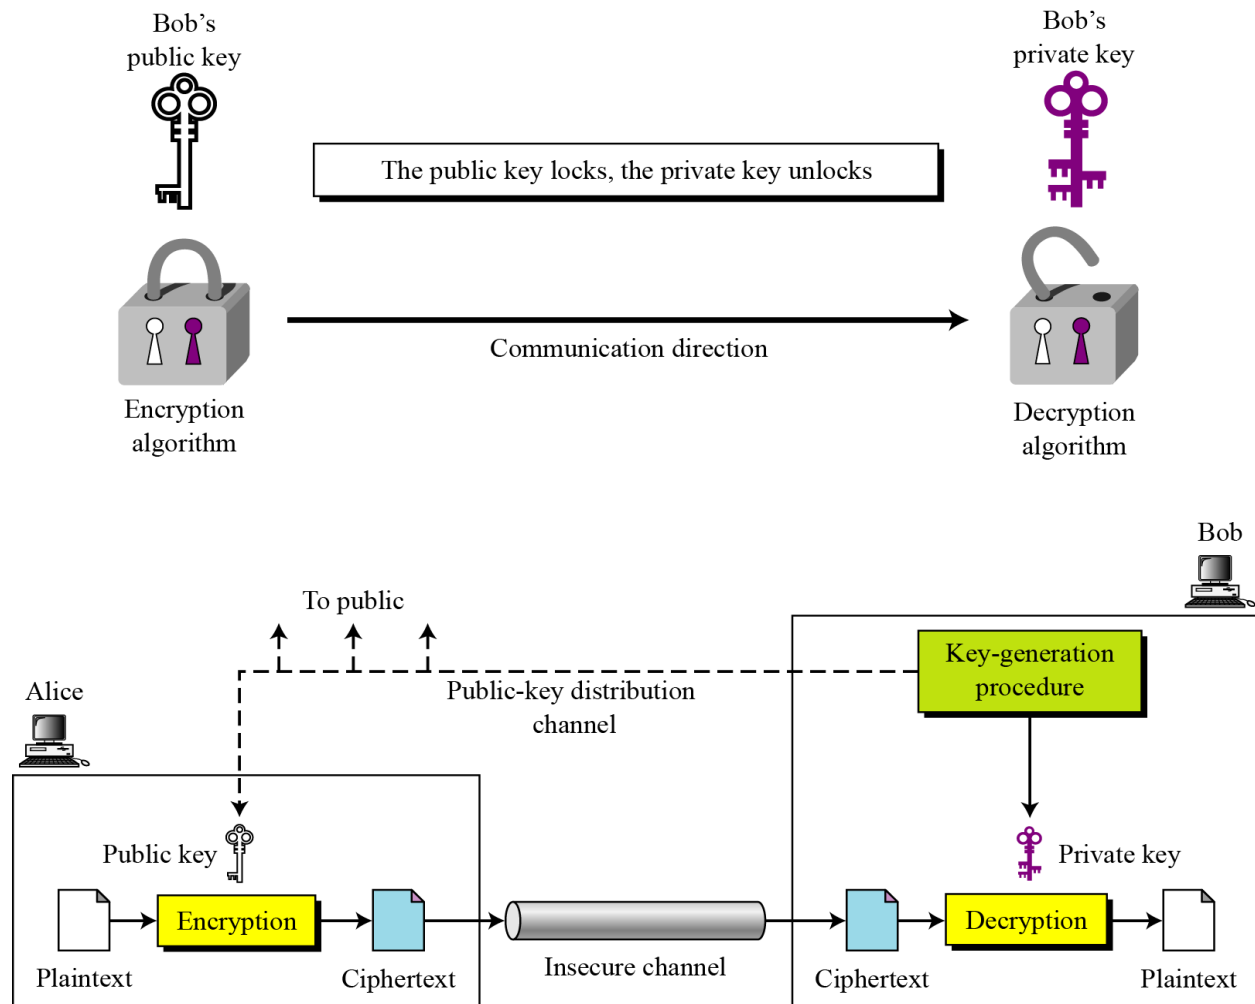 Bob’s
public key
Bob’s
private key
The public key locks, the private key unlocks
Communication direction
Encryption
algorithm
Decryption
algorithm
Bob
To public
Key-generation
procedure
Public-key distribution
channel
Alice
Public key
Private key
Encryption
Decryption
Plaintext
Ciphertext
Insecure channel
Ciphertext
Plaintext